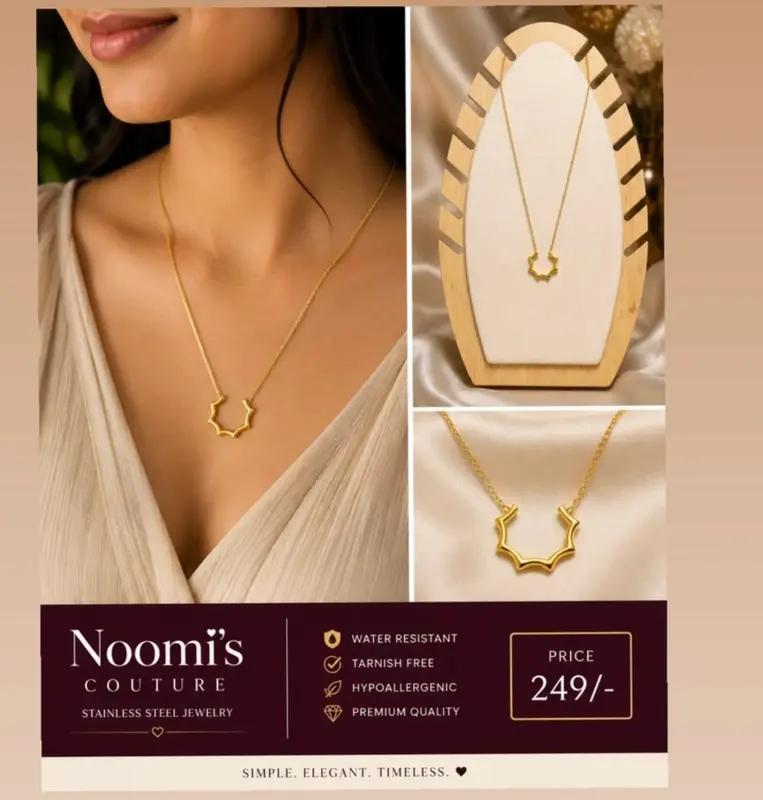 Noomi's
COUTURE
STAINLESS STEEL JEWELRY
WATER RESISTANT
TARNISH FREE
HYPOALLERGENIC
PREMIUM QUALITY
PRICE
249/-
SIMPLE. ELEGANT. TIMELESS. ♥